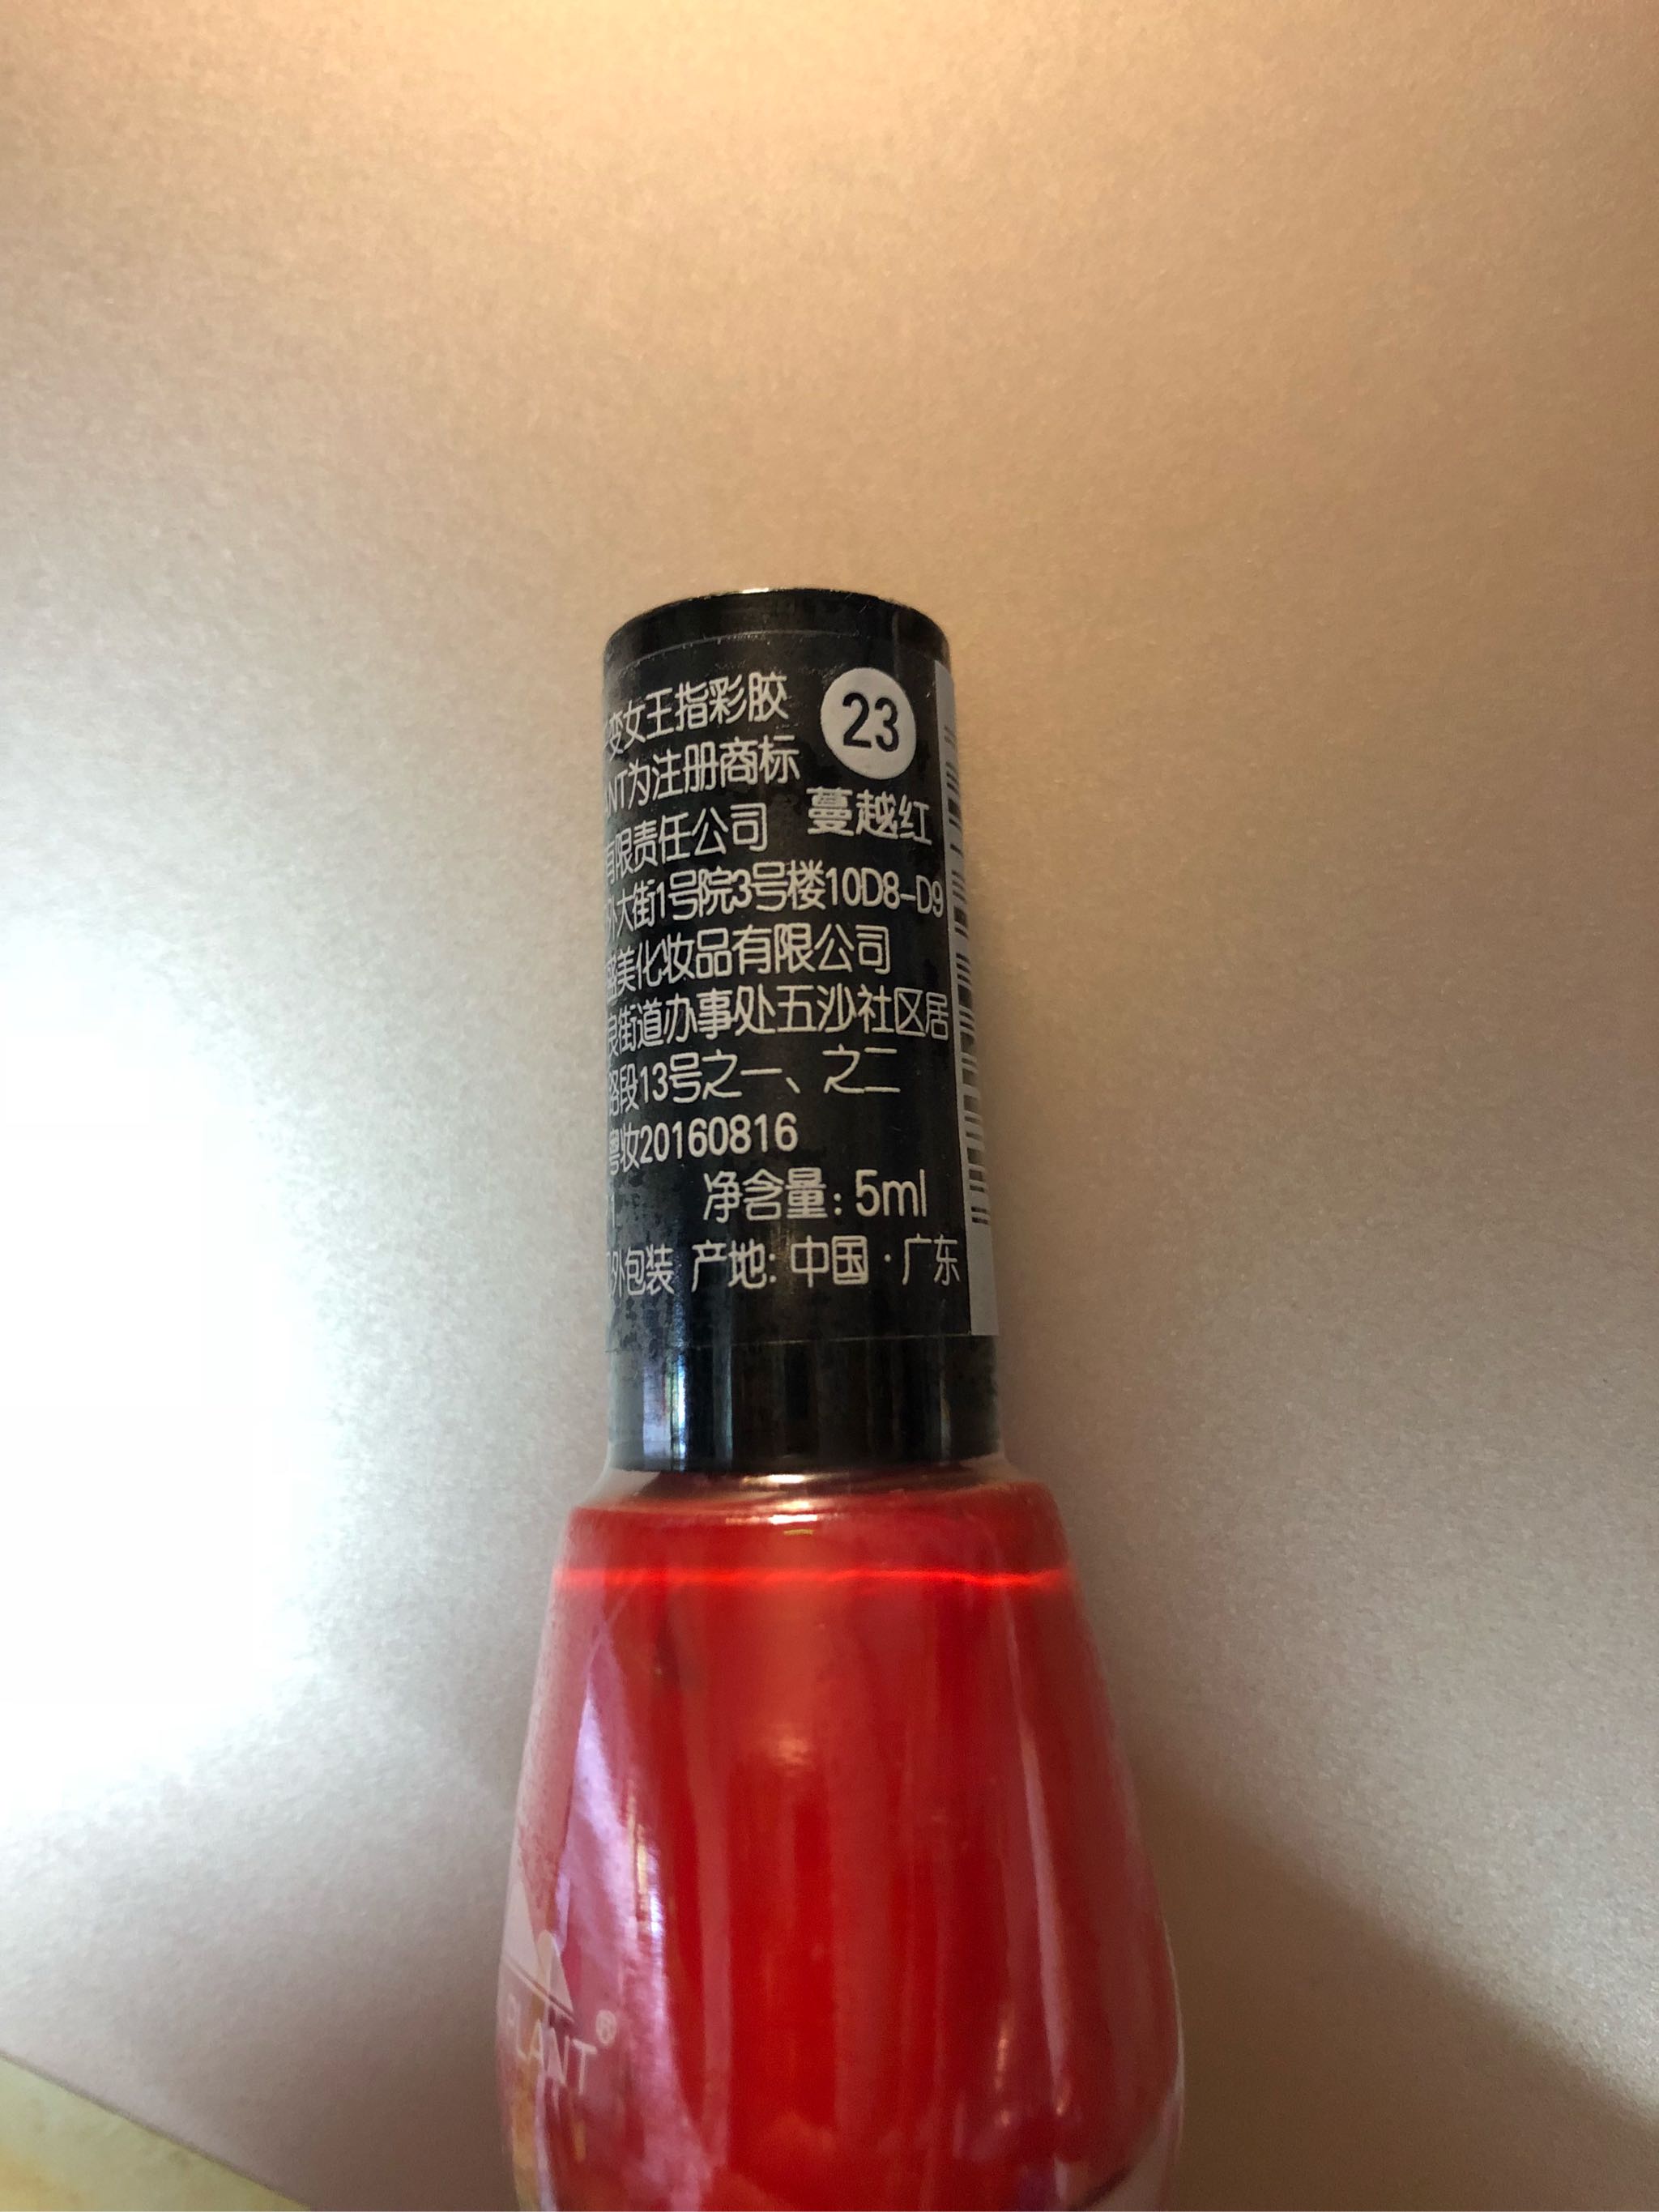 变女王指彩胶
23
NT为注册商标
蔓越红
有限责任公司
外大街1号院3号楼10D8-D9
美化妆品有限公司
街道办事处五沙社区居
路段13号之一、之二
粤妆20160816
净含量: 5ml
外包装 产地: 中国·广东
PLANT®